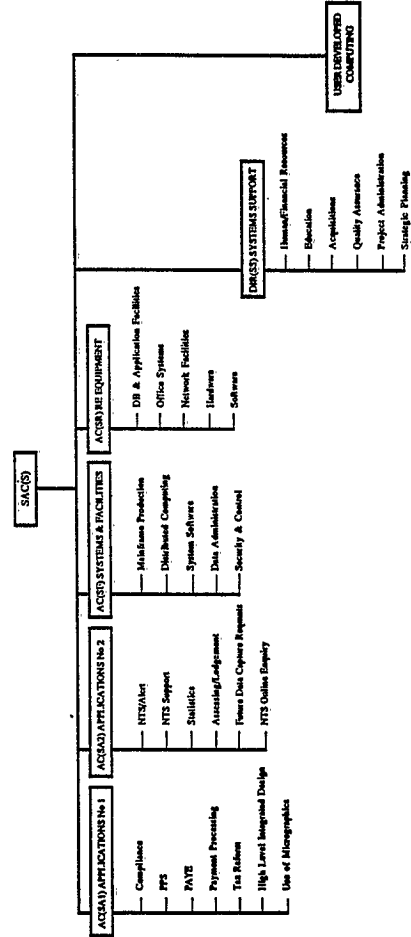 SAC(S)
AC(SA1) APPLICATIONS No 1
Compliance
PPS
PAYE
Payment Processing
Tax Reform
High Level Integrated Design
Use of Micrographics
AC(SA2) APPLICATIONS No 2
NTS/Alert
NTS Support
Statistics
Assessing/Lodgement
Future Data Capture Requests
NTS Online Enquiry
AC(SF) SYSTEMS & FACILITIES
Mainframe Production
Distributed Computing
System Software
Data Administration
Security & Control
AC(SR) RE EQUIPMENT
DB & Application Facilities
Office Systems
Network Facilities
Hardware
Software
DIR(SS) SYSTEMS SUPPORT
Human/Financial Resources
Education
Acquisitions
Quality Assurance
Project Administration
Strategic Planning
USER DEVELOPED
COMPUTING